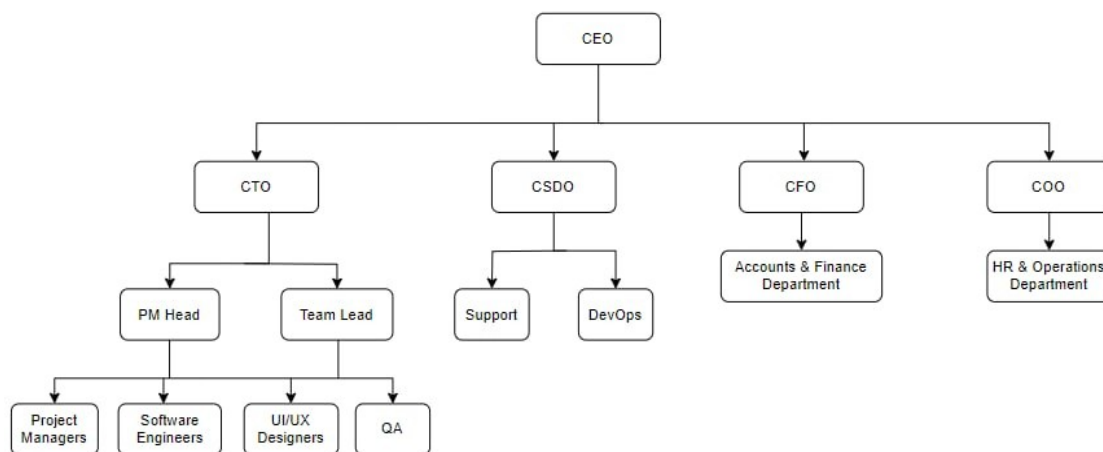 CEO
CTO
CSDO
CFO
COO
Accounts & Finance
Department
HR & Operations
Department
PM Head
Team Lead
Support
DevOps
Project
Managers
Software
Engineers
UI/UX
Designers
QA